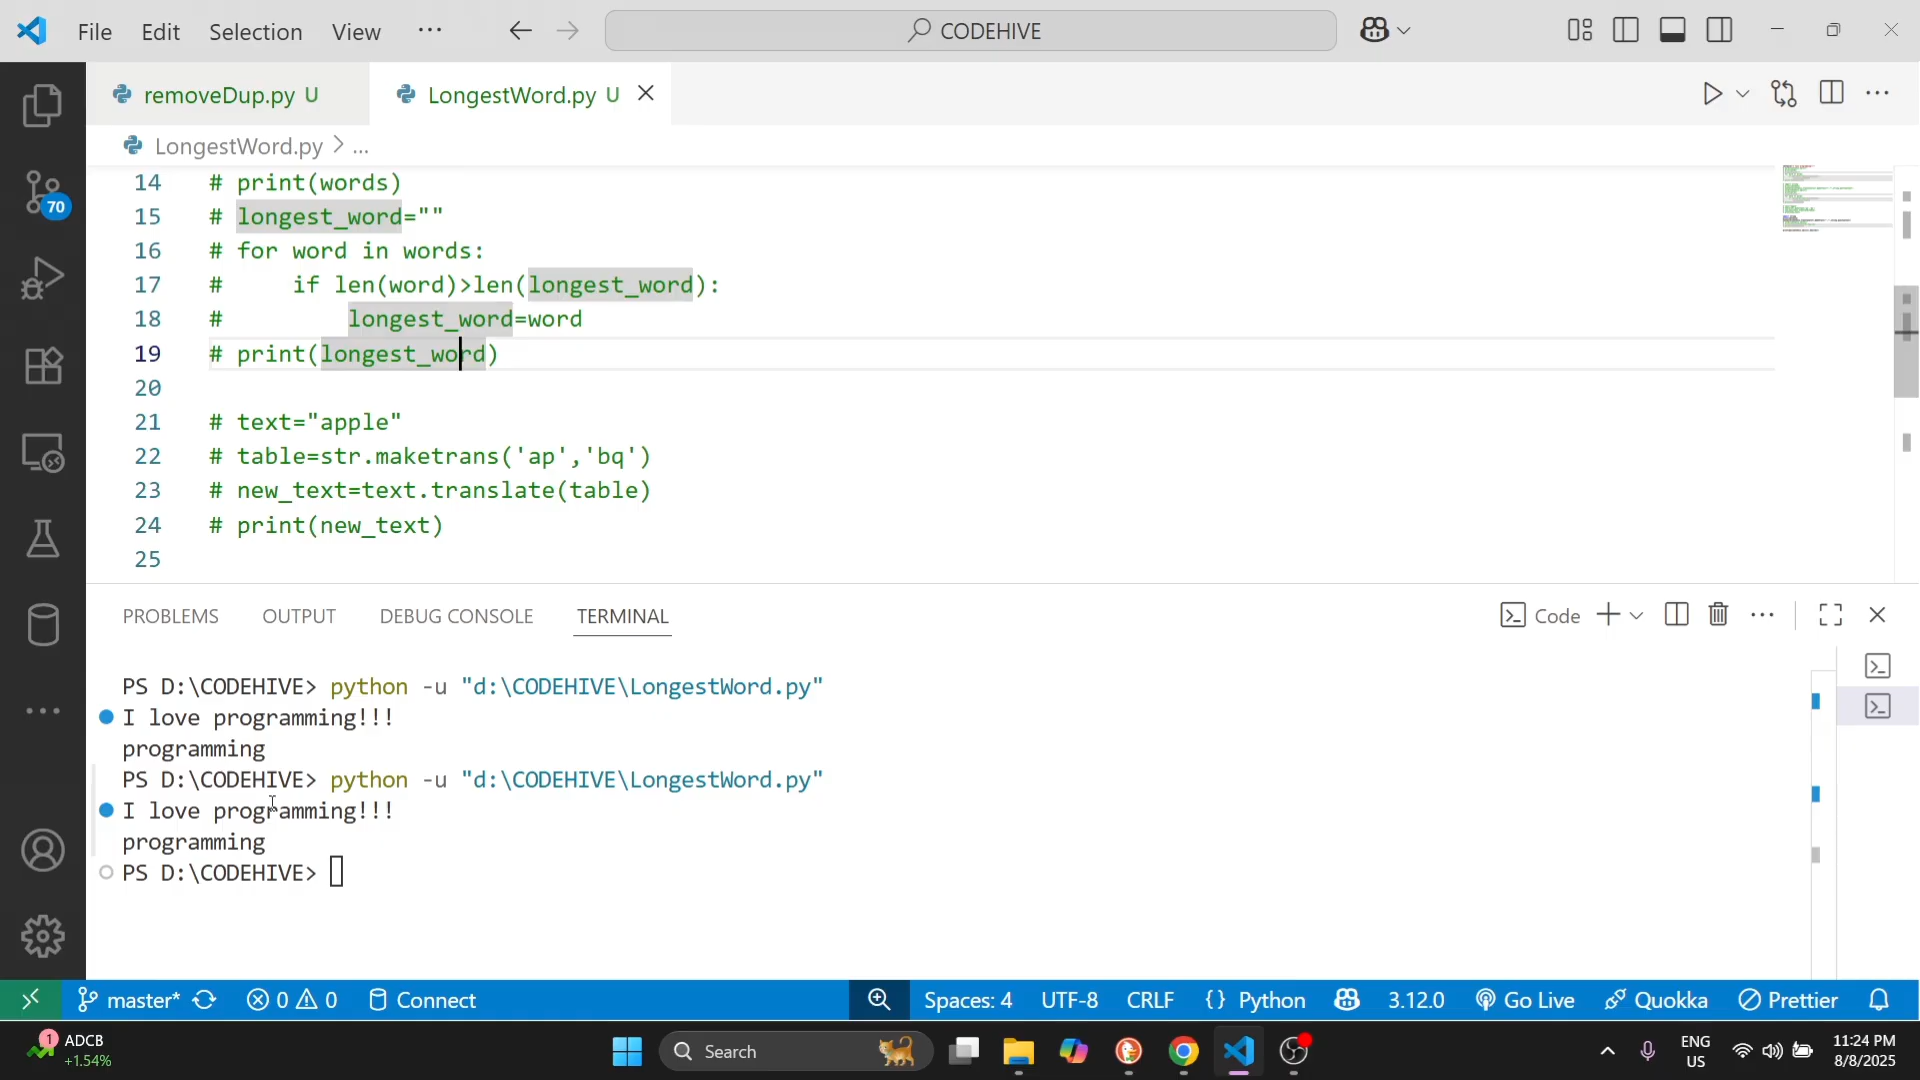 File Edit Selection View ··· CODEHIVE
removeDup.py U LongestWord.py U
LongestWord.py > ...
14 # print(words)
15 # longest_word=""
16 # for word in words:
17 #     if len(word)>len(longest_word):
18 #         longest_word=word
19 # print(longest_word)
20
21 # text="apple"
22 # table=str.maketrans('ap','bq')
23 # new_text=text.translate(table)
24 # print(new_text)
25
70
PROBLEMS OUTPUT DEBUG CONSOLE TERMINAL Code
PS D:\CODEHIVE> python -u "d:\CODEHIVE\LongestWord.py"
I love programming!!!
programming
PS D:\CODEHIVE> python -u "d:\CODEHIVE\LongestWord.py"
I love programming!!!
programming
PS D:\CODEHIVE>
master* 0 0 Connect Spaces: 4 UTF-8 CRLF {} Python 3.12.0 Go Live Quokka Prettier
1 ADCB
+1.54%
Search
ENG
US
11:24 PM
8/8/2025